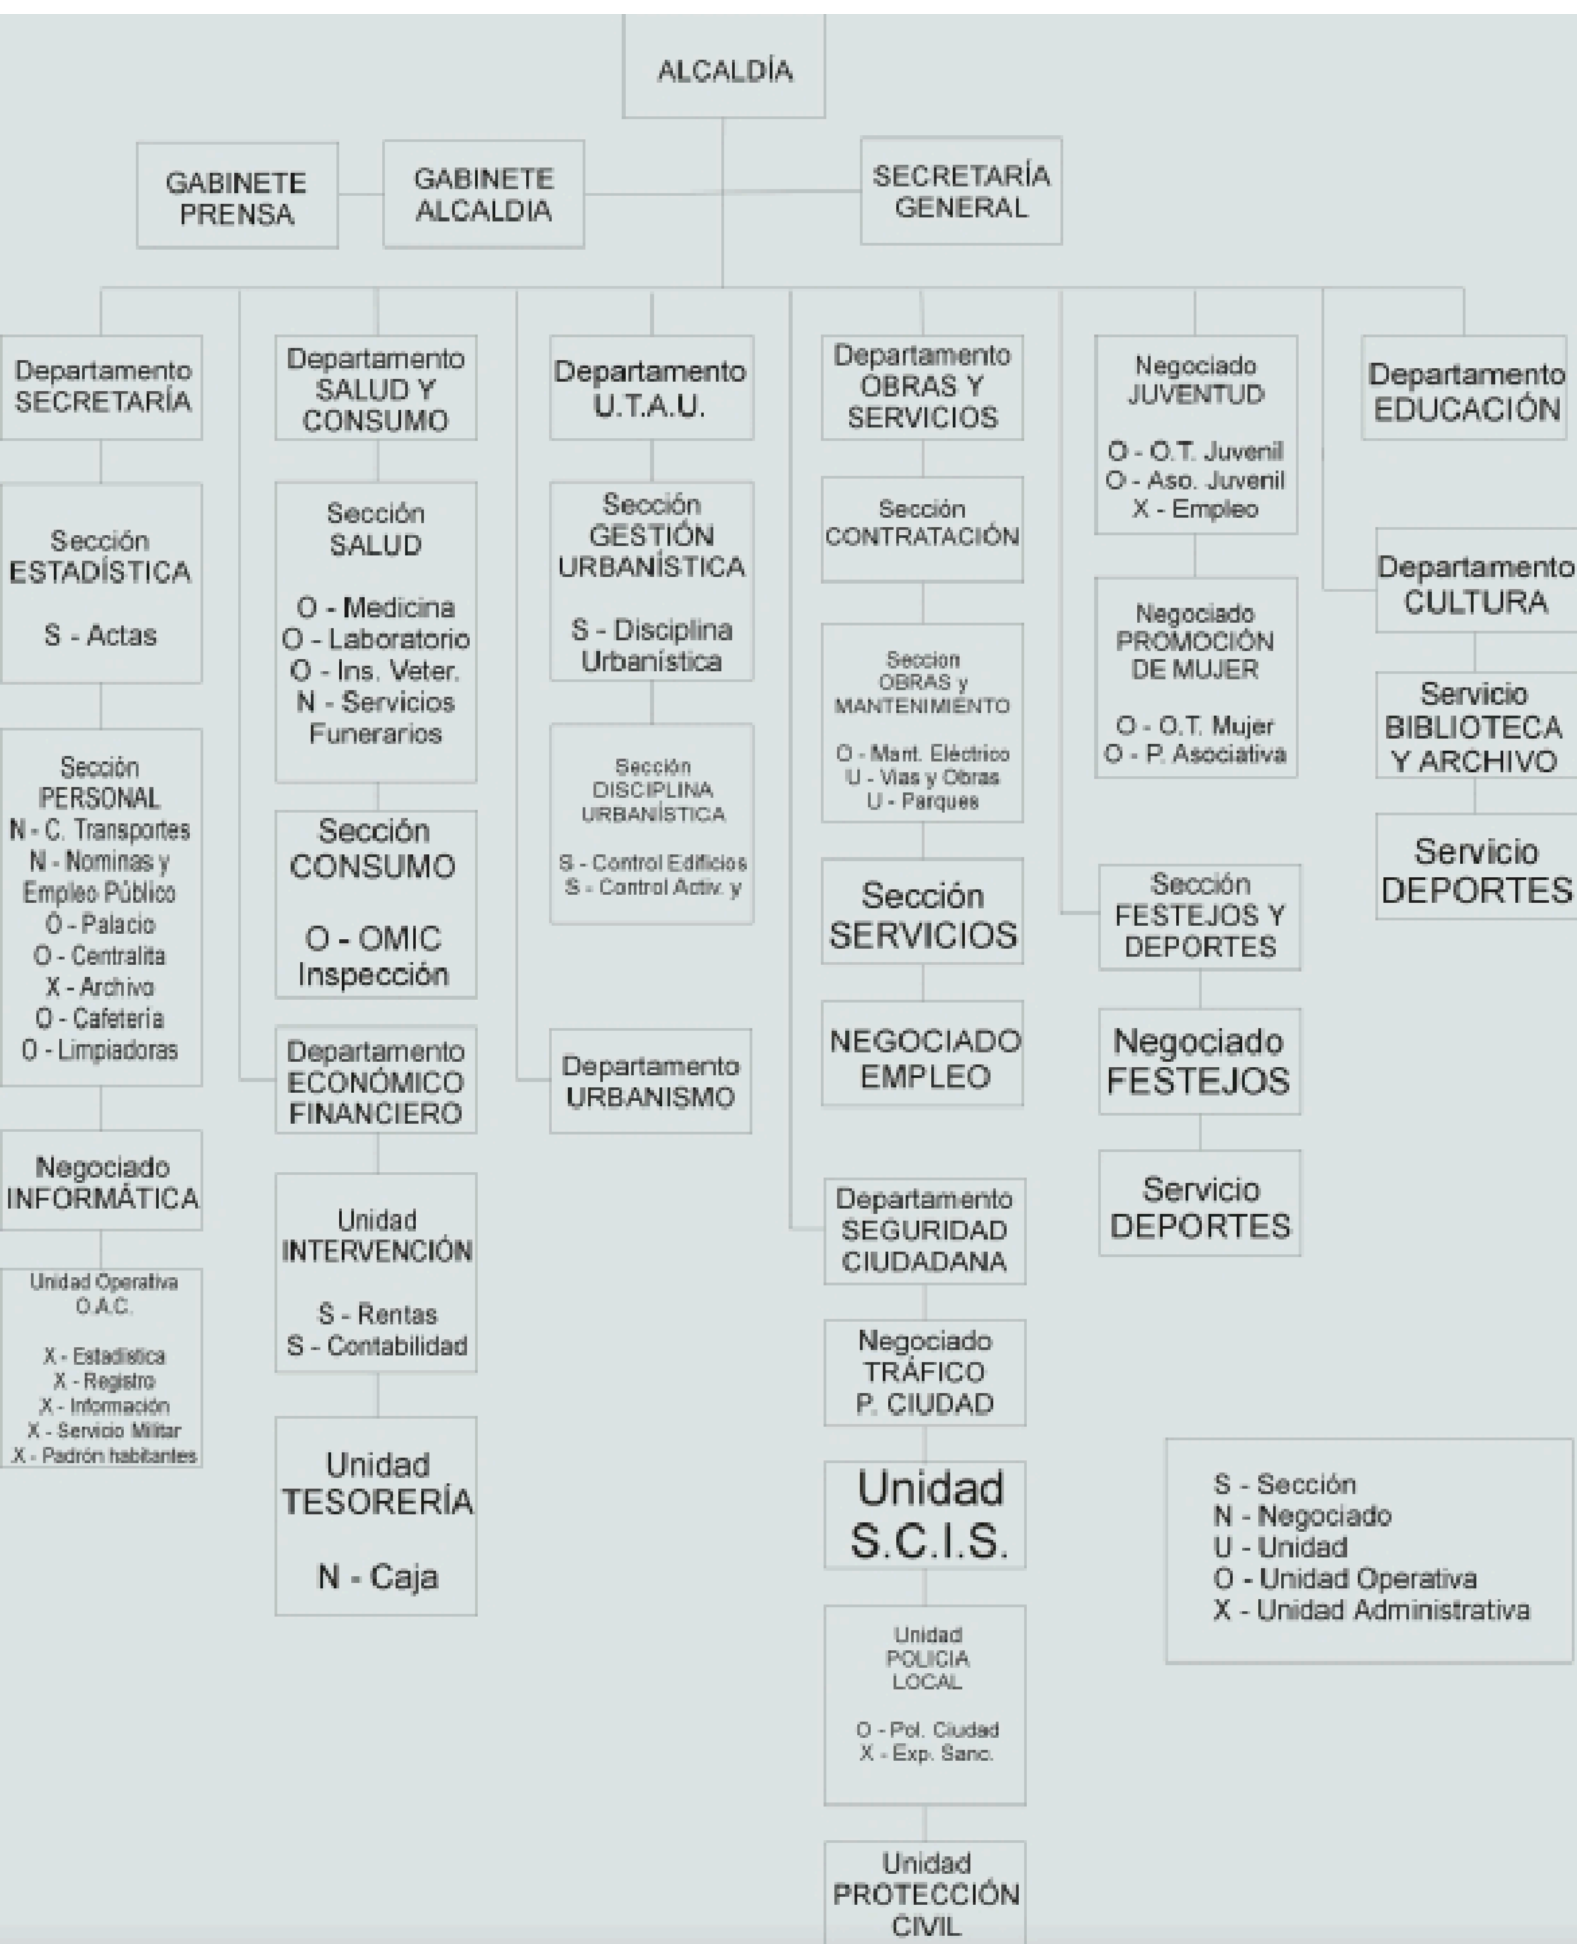 ALCALDÍA
GABINETE
PRENSA
GABINETE
ALCALDIA
SECRETARÍA
GENERAL
Departamento
SECRETARÍA
Sección
ESTADÍSTICA
S - Actas
Sección
PERSONAL
N - C. Transportes
N - Nominas y
Empleo Público
O - Palacio
O - Centralita
X - Archivo
O - Cafetería
O - Limpiadoras
Negociado
INFORMÁTICA
Unidad Operativa
O.A.C.
X - Estadística
X - Registro
X - Información
X - Servicio Militar
X - Padrón habitantes
Departamento
SALUD Y
CONSUMO
Sección
SALUD
O - Medicina
O - Laboratorio
O - Ins. Veter.
N - Servicios
Funerarios
Sección
CONSUMO
O - OMIC
Inspección
Departamento
ECONÓMICO
FINANCIERO
Unidad
INTERVENCIÓN
S - Rentas
S - Contabilidad
Unidad
TESORERÍA
N - Caja
Departamento
U.T.A.U.
Sección
GESTIÓN
URBANÍSTICA
S - Disciplina
Urbanística
Sección
DISCIPLINA
URBANÍSTICA
S - Control Edificios
S - Control Activ. y
Departamento
URBANISMO
Departamento
OBRAS Y
SERVICIOS
Sección
CONTRATACIÓN
Seccion
OBRAS y
MANTENIMIENTO
O - Mant. Eléctrico
U - Vias y Obras
U - Parques
Sección
SERVICIOS
NEGOCIADO
EMPLEO
Departamento
SEGURIDAD
CIUDADANA
Negociado
TRÁFICO
P. CIUDAD
Unidad
S.C.I.S.
Unidad
POLICIA
LOCAL
O - Pol. Ciudad
X - Exp. Sanc.
Unidad
PROTECCIÓN
CIVIL
Negociado
JUVENTUD
O - O.T. Juvenil
O - Aso. Juvenil
X - Empleo
Negociado
PROMOCIÓN
DE MUJER
O - O.T. Mujer
O - P. Asociativa
Sección
FESTEJOS Y
DEPORTES
Negociado
FESTEJOS
Servicio
DEPORTES
Departamento
EDUCACIÓN
Departamento
CULTURA
Servicio
BIBLIOTECA
Y ARCHIVO
Servicio
DEPORTES
S - Sección
N - Negociado
U - Unidad
O - Unidad Operativa
X - Unidad Administrativa